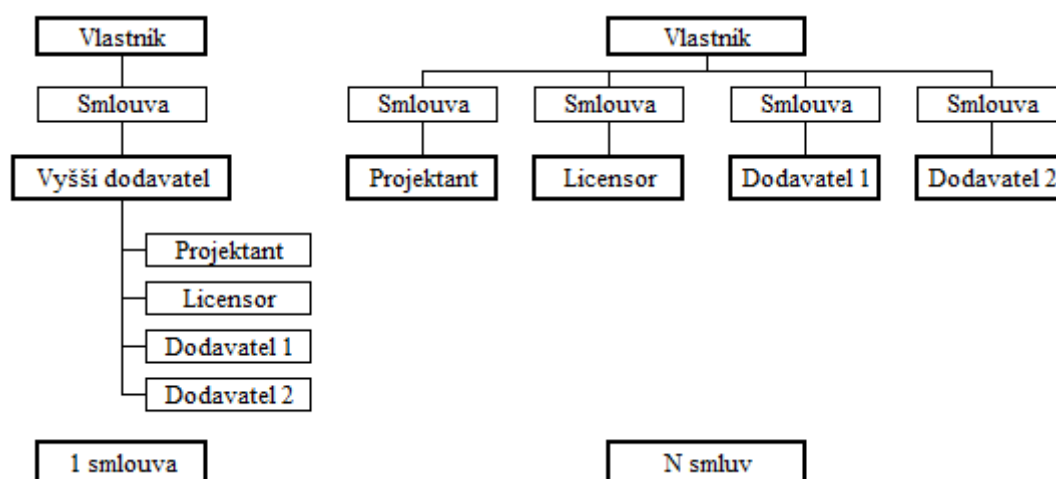 Vlastník
Smlouva
Vyšší dodavatel
Projektant
Licensor
Dodavatel 1
Dodavatel 2
1 smlouva
Vlastník
Smlouva Smlouva Smlouva Smlouva
Projektant Licensor Dodavatel 1 Dodavatel 2
N smluv